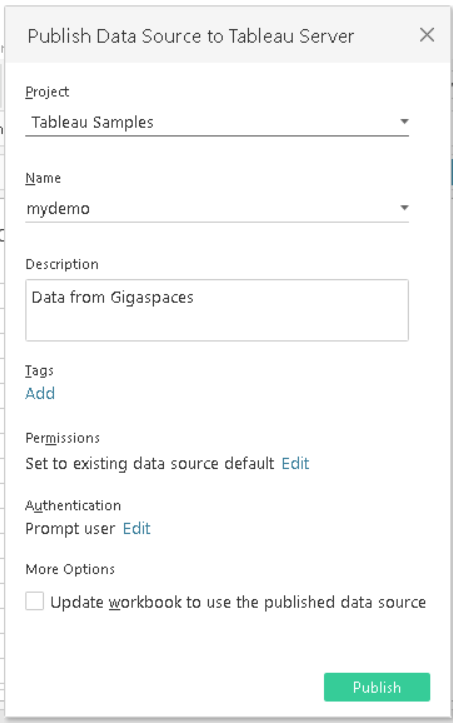 Publish Data Source to Tableau Server
Project
Tableau Samples
Name
mydemo
Description
Data from Gigaspaces
Tags
Add
Permissions
Set to existing data source default Edit
Authentication
Prompt user Edit
More Options
Update workbook to use the published data source
Publish